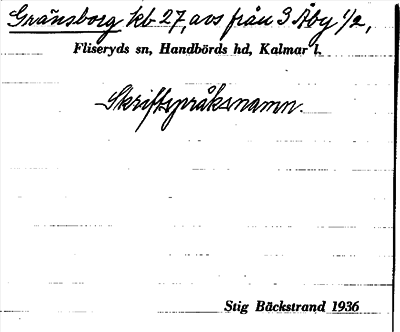 Gränsborg kb 27, avs från 3 Åby 1/2,
Fliseryds sn, Handbörds hd, Kalmar l.
Skriftspråksnamn.
Stig Bäckstrand 1936